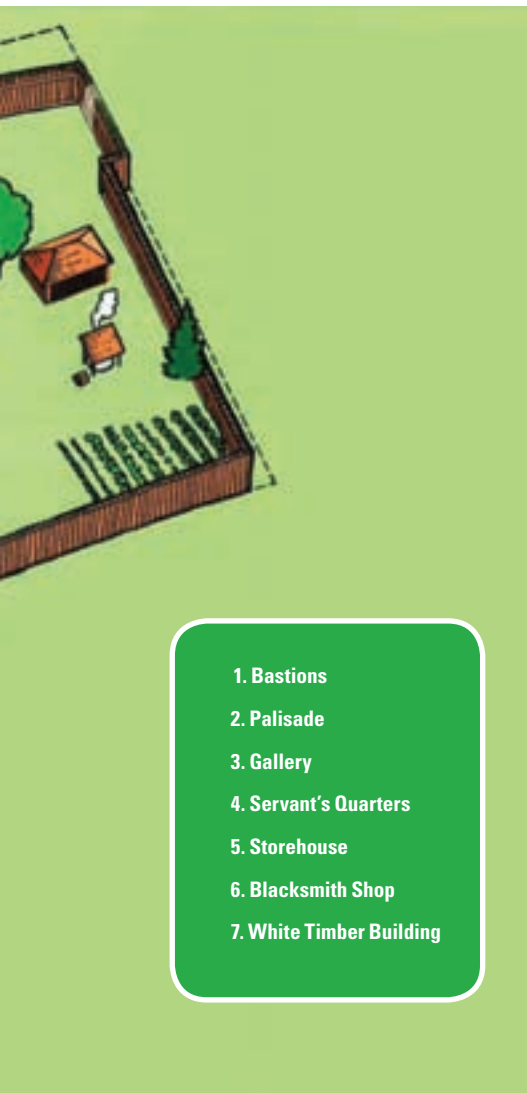 1. Bastions
2. Palisade
3. Gallery
4. Servant’s Quarters
5. Storehouse
6. Blacksmith Shop
7. White Timber Building